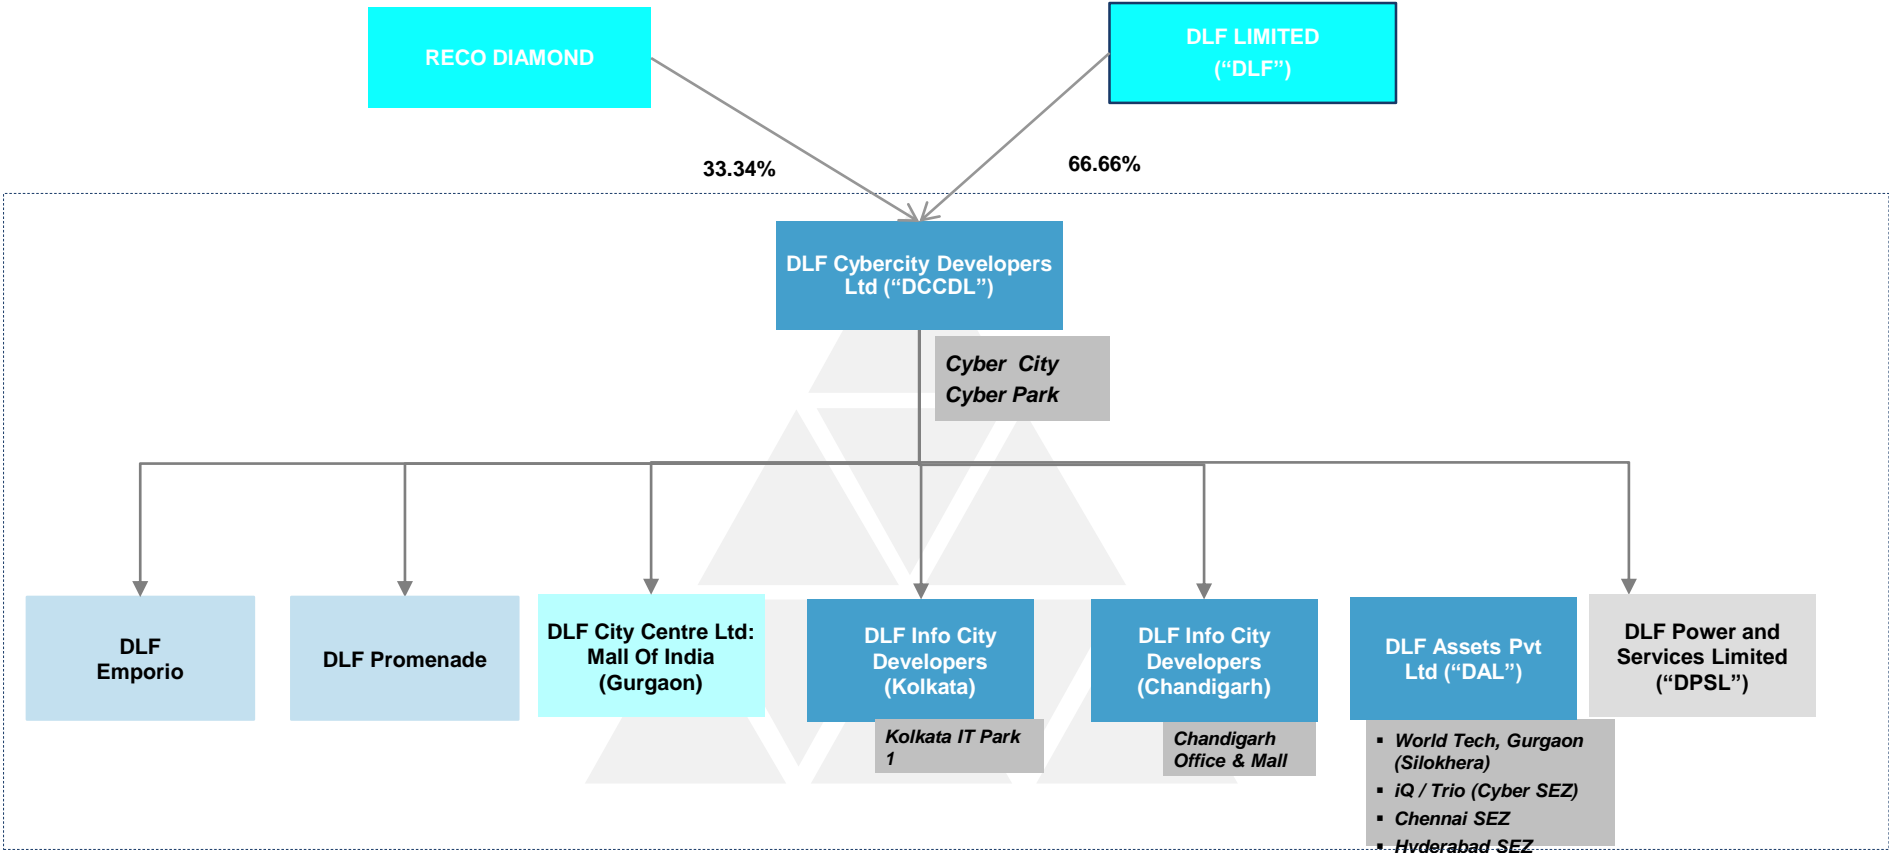 RECO DIAMOND
DLF LIMITED
(“DLF”)
33.34%
66.66%
DLF Cybercity Developers
Ltd (“DCCDL”)
Cyber City
Cyber Park
DLF
Emporio
DLF Promenade
DLF City Centre Ltd:
Mall Of India
(Gurgaon)
DLF Info City
Developers
(Kolkata)
DLF Info City
Developers
(Chandigarh)
DLF Assets Pvt
Ltd (“DAL”)
DLF Power and
Services Limited
(“DPSL”)
Kolkata IT Park
1
Chandigarh
Office & Mall
▪ World Tech, Gurgaon
(Silokhera)
▪ iQ / Trio (Cyber SEZ)
▪ Chennai SEZ
▪ Hyderabad SEZ